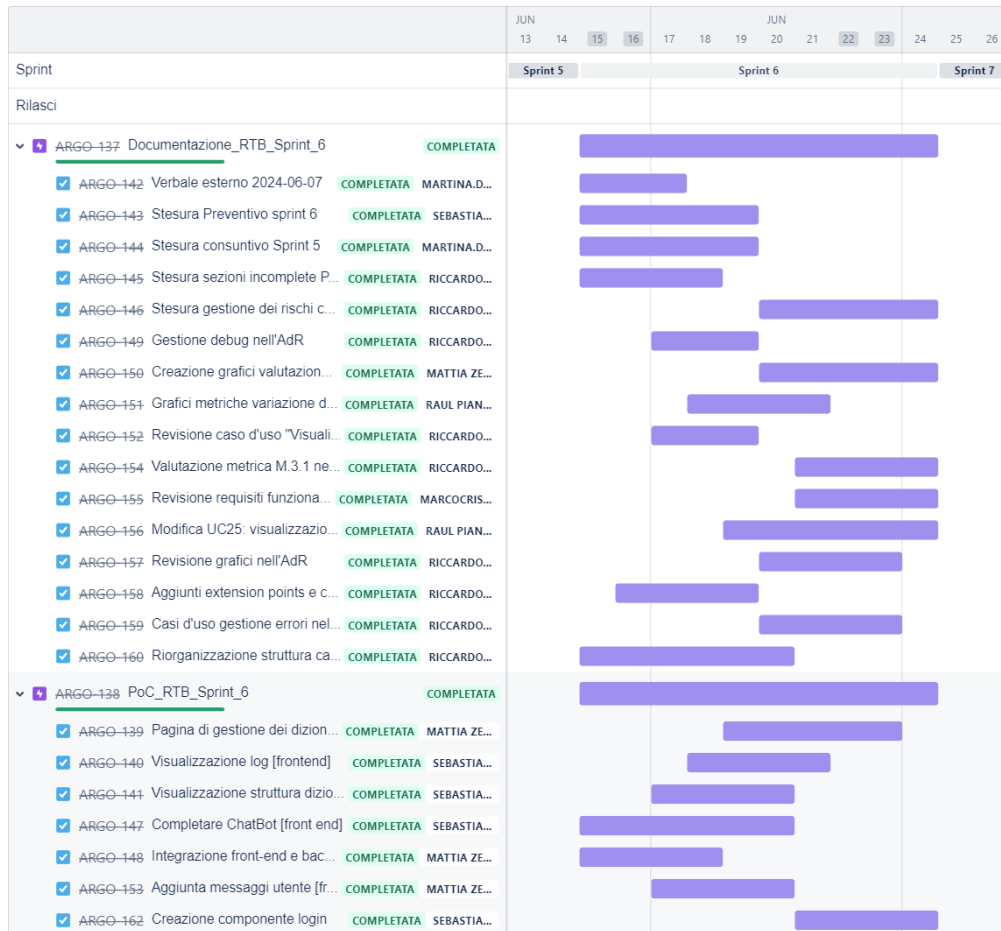 JUN JUN
13 14 15 16 17 18 19 20 21 22 23 24 25 26
Sprint Sprint 5 Sprint 6 Sprint 7
Rilasci
ARGO-137 Documentazione_RTB_Sprint_6 COMPLETATA
ARGO-142 Verbale esterno 2024-06-07 COMPLETATA MARTINA.D...
ARGO-143 Stesura Preventivo sprint 6 COMPLETATA SEBASTIA...
ARGO-144 Stesura consuntivo Sprint 5 COMPLETATA MARTINA.D...
ARGO-145 Stesura sezioni incomplete P... COMPLETATA RICCARDO...
ARGO-146 Stesura gestione dei rischi c... COMPLETATA RICCARDO...
ARGO-149 Gestione debug nell'AdR COMPLETATA RICCARDO...
ARGO-150 Creazione grafici valutazion... COMPLETATA MATTIA ZE...
ARGO-151 Grafici metriche variazione d... COMPLETATA RAUL PIAN...
ARGO-152 Revisione caso d'uso "Visuali... COMPLETATA RICCARDO...
ARGO-154 Valutazione metrica M.3.1 ne... COMPLETATA RICCARDO...
ARGO-155 Revisione requisiti funziona... COMPLETATA MARCOCRIS...
ARGO-156 Modifica UC25: visualizzazio... COMPLETATA RAUL PIAN...
ARGO-157 Revisione grafici nell'AdR COMPLETATA RICCARDO...
ARGO-158 Aggiunti extension points e c... COMPLETATA RICCARDO...
ARGO-159 Casi d'uso gestione errori nel... COMPLETATA RICCARDO...
ARGO-160 Riorganizzazione struttura ca... COMPLETATA RICCARDO...
ARGO-138 PoC_RTB_Sprint_6 COMPLETATA
ARGO-139 Pagina di gestione dei dizion... COMPLETATA MATTIA ZE...
ARGO-140 Visualizzazione log [frontend] COMPLETATA SEBASTIA...
ARGO-141 Visualizzazione struttura dizio... COMPLETATA SEBASTIA...
ARGO-147 Completare ChatBot [front end] COMPLETATA SEBASTIA...
ARGO-148 Integrazione front-end e bac... COMPLETATA MATTIA ZE...
ARGO-153 Aggiunta messaggi utente [fr... COMPLETATA MATTIA ZE...
ARGO-162 Creazione componente login COMPLETATA SEBASTIA...